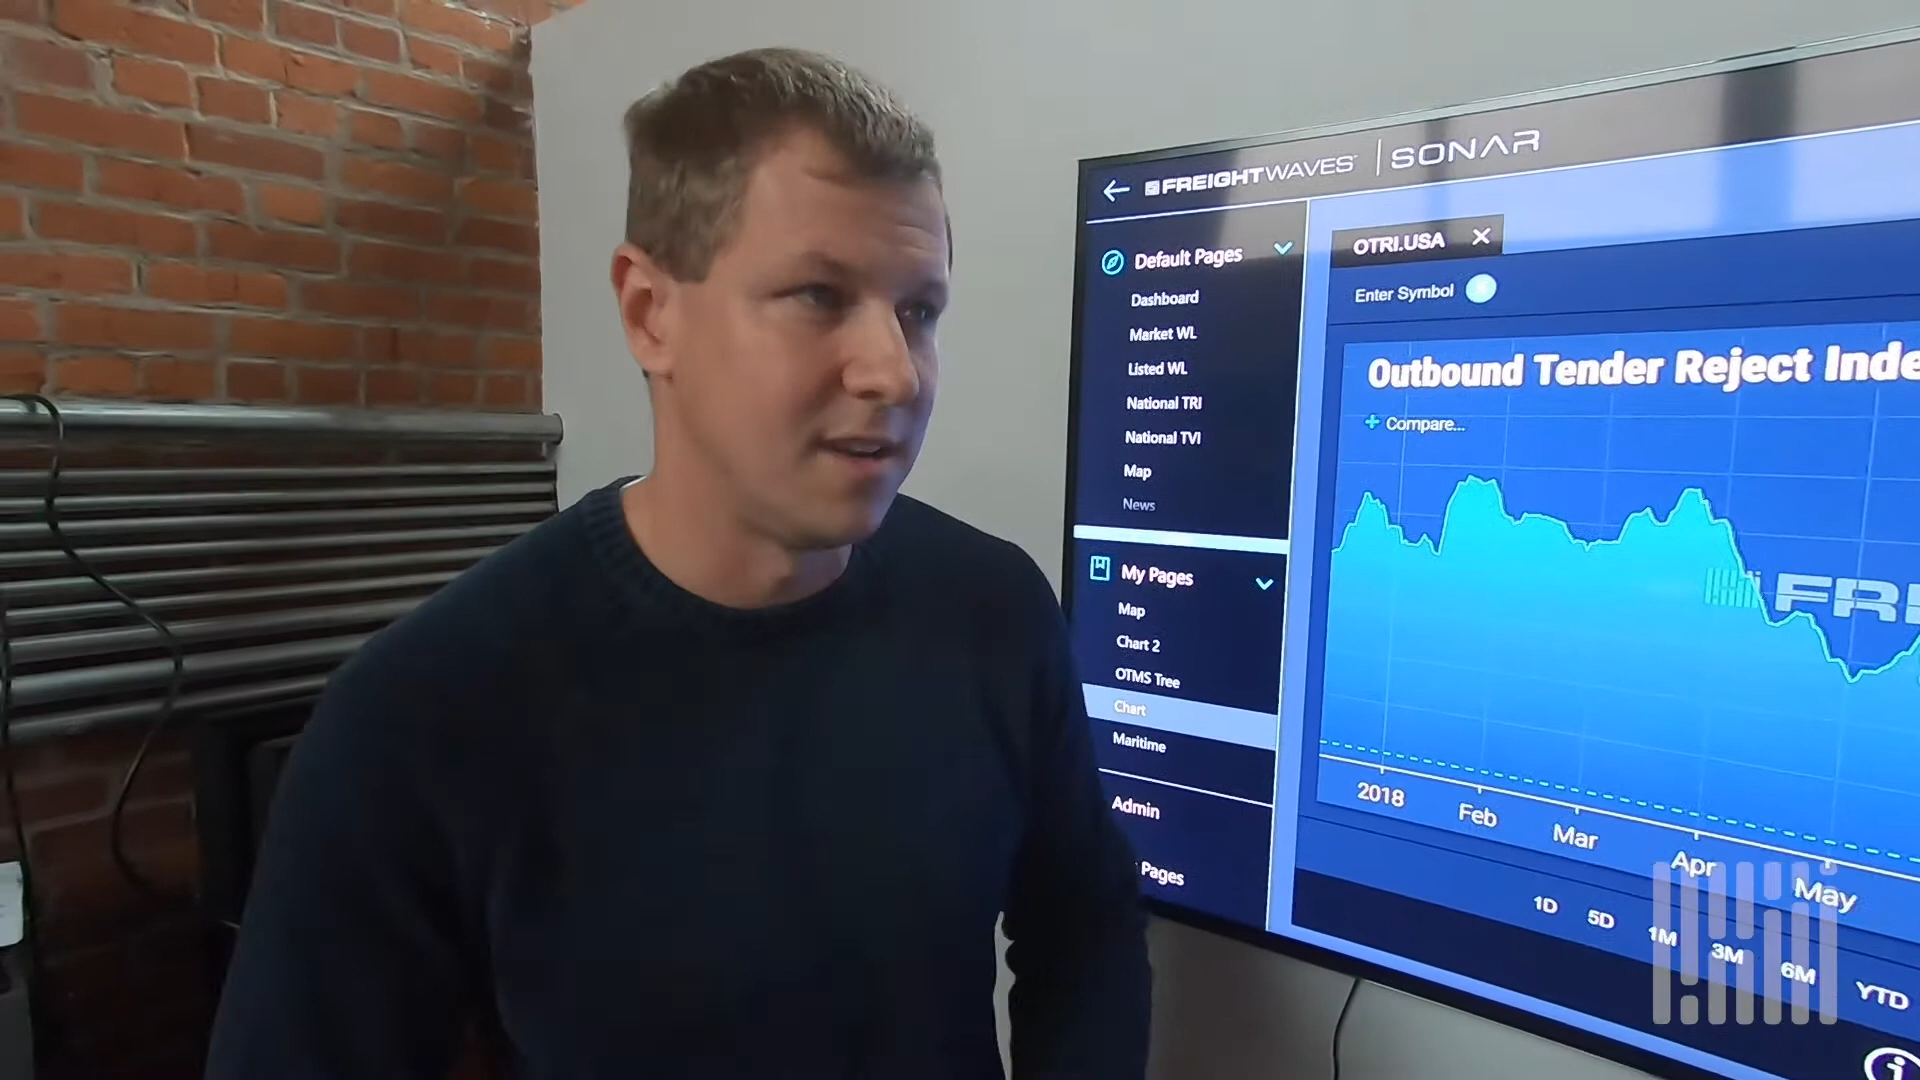 FREIGHTWAVES | SONAR
Default Pages
Dashboard
Market WL
Listed WL
National TRI
National TVI
Map
News
My Pages
Map
Chart 2
OTMS Tree
Chart
Maritime
Admin
Pages
OTRI.USA
Enter Symbol
Outbound Tender Reject Inde
+ Compare...
FRE
2018 Feb Mar Apr May
1D 5D 1M 3M 6M YTD